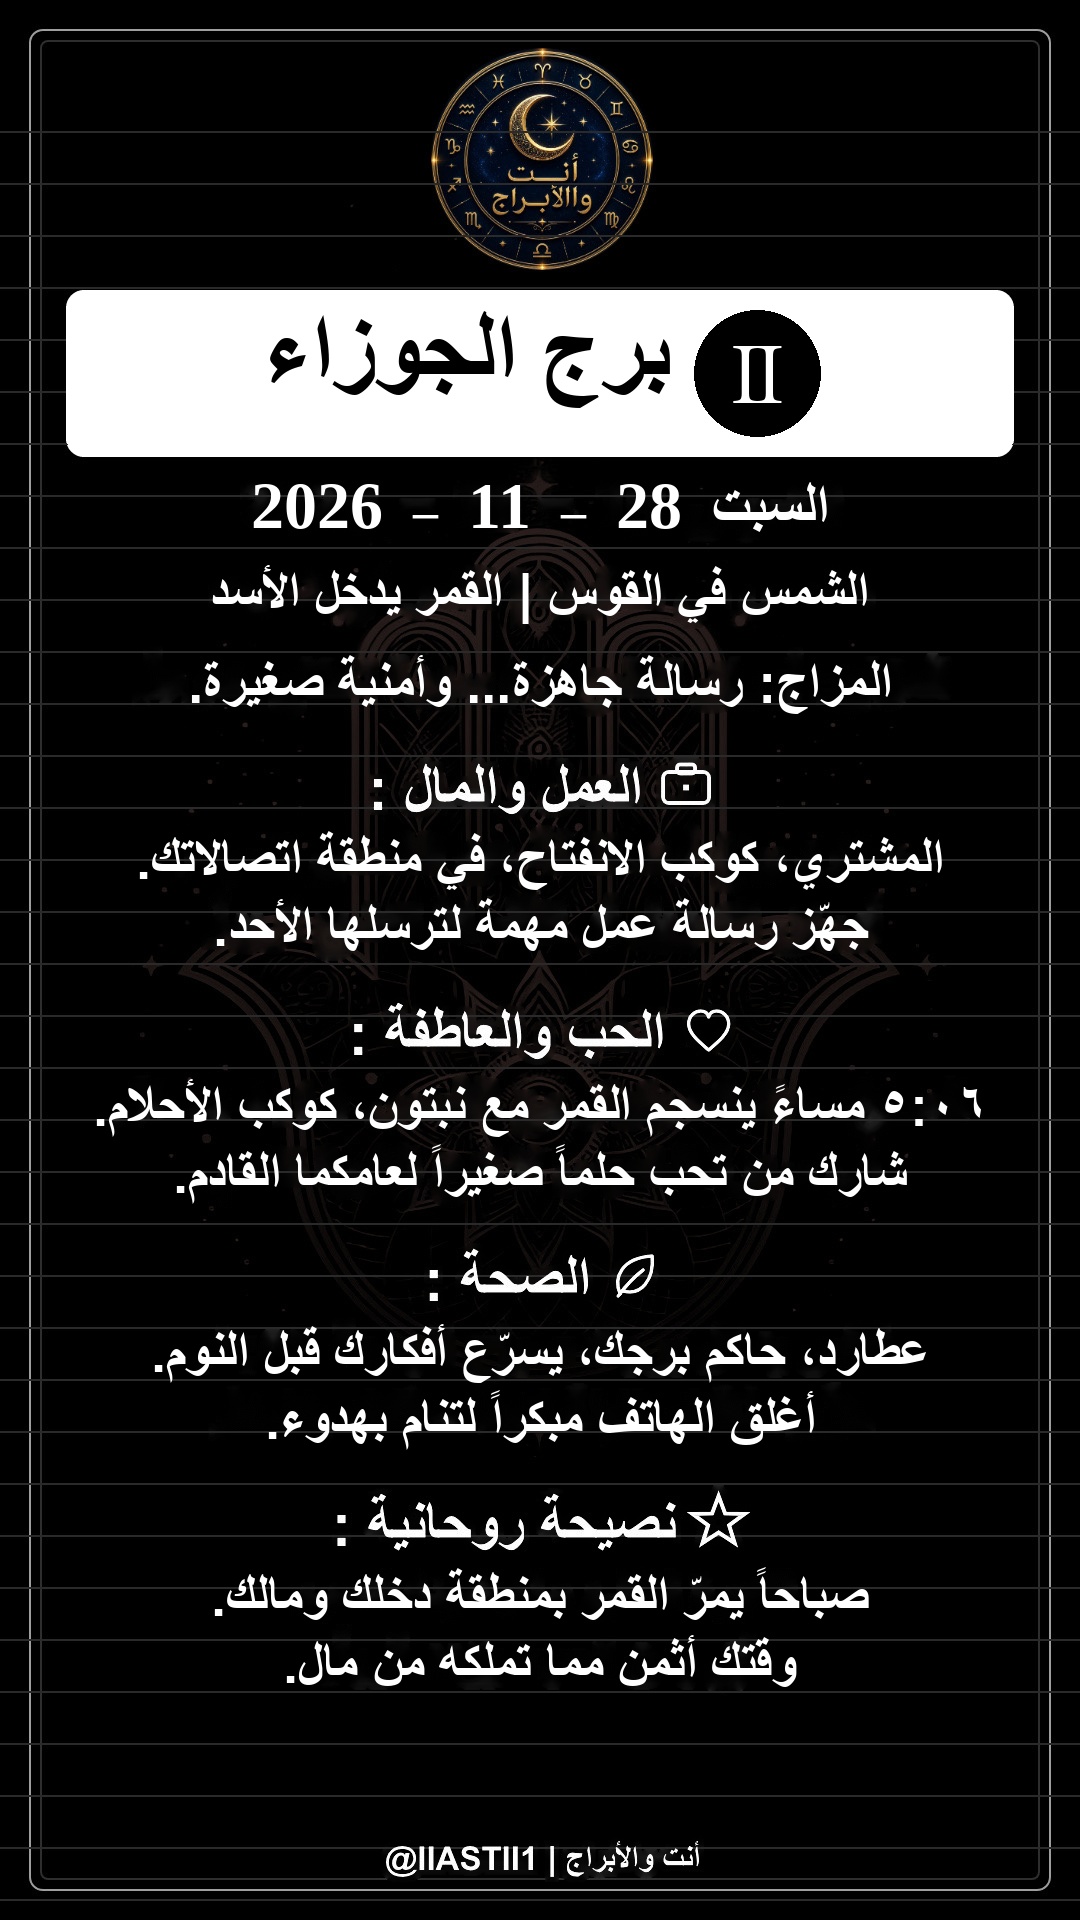 أنت
واالآبراج
برج الجوزاء
السبت 28 – 11 – 2026
الشمس في القوس | القمر يدخل الأسد
المزاج: رسالة جاهزة... وأمنية صغيرة.
العمل والمال :
المشتري، كوكب الانفتاح، في منطقة اتصالاتك.
جهّز رسالة عمل مهمة لترسلها الأحد.
الحب والعاطفة :
٥:٠٦ مساءً ينسجم القمر مع نبتون، كوكب الأحلام.
شارك من تحب حلماً صغيراً لعامكما القادم.
الصحة :
عطارد، حاكم برجك، يسرّع أفكارك قبل النوم.
أغلق الهاتف مبكراً لتنام بهدوء.
نصيحة روحانية :
صباحاً يمرّ القمر بمنطقة دخلك ومالك.
وقتك أثمن مما تملكه من مال.
أنت والأبراج | @IIASTII1